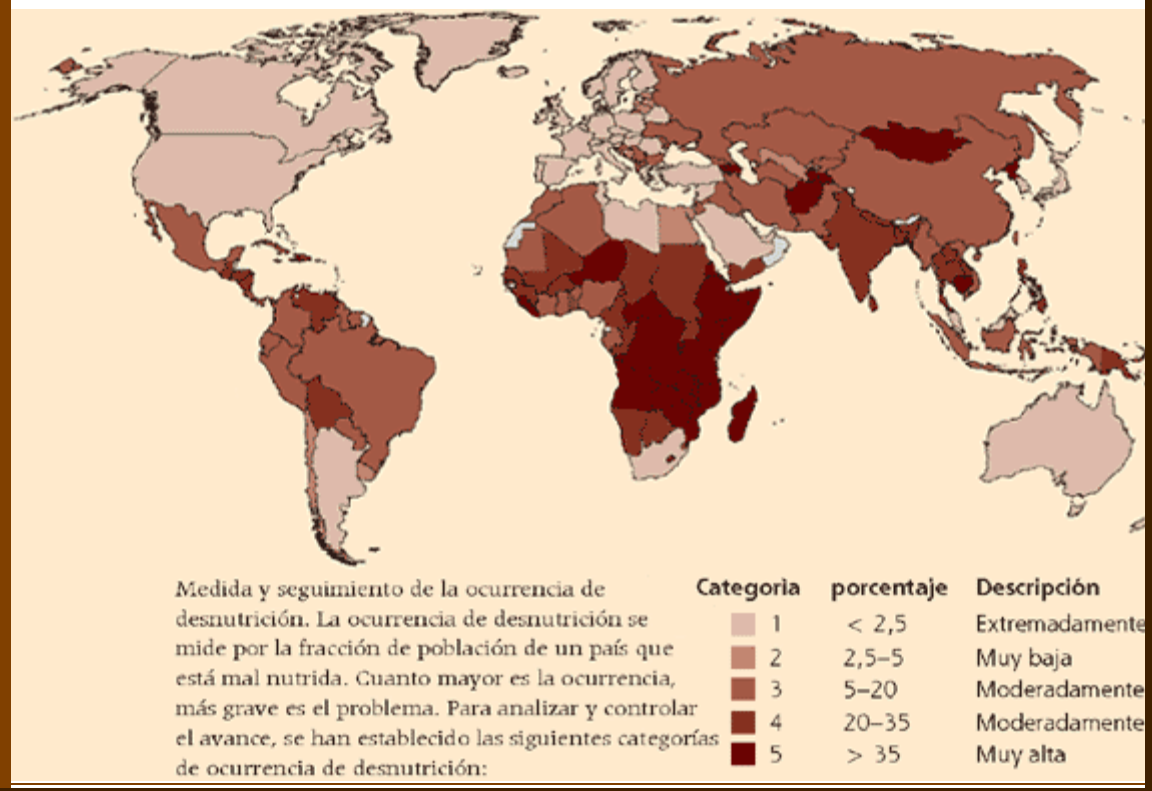 Medida y seguimiento de la ocurrencia de
desnutrición. La ocurrencia de desnutrición se
mide por la fracción de población de un país que
está mal nutrida. Cuanto mayor es la ocurrencia,
más grave es el problema. Para analizar y controlar
el avance, se han establecido las siguientes categorías
de ocurrencia de desnutrición:
Categoria porcentaje Descripción
1 < 2,5 Extremadamente
2 2,5–5 Muy baja
3 5–20 Moderadamente
4 20–35 Moderadamente
5 > 35 Muy alta